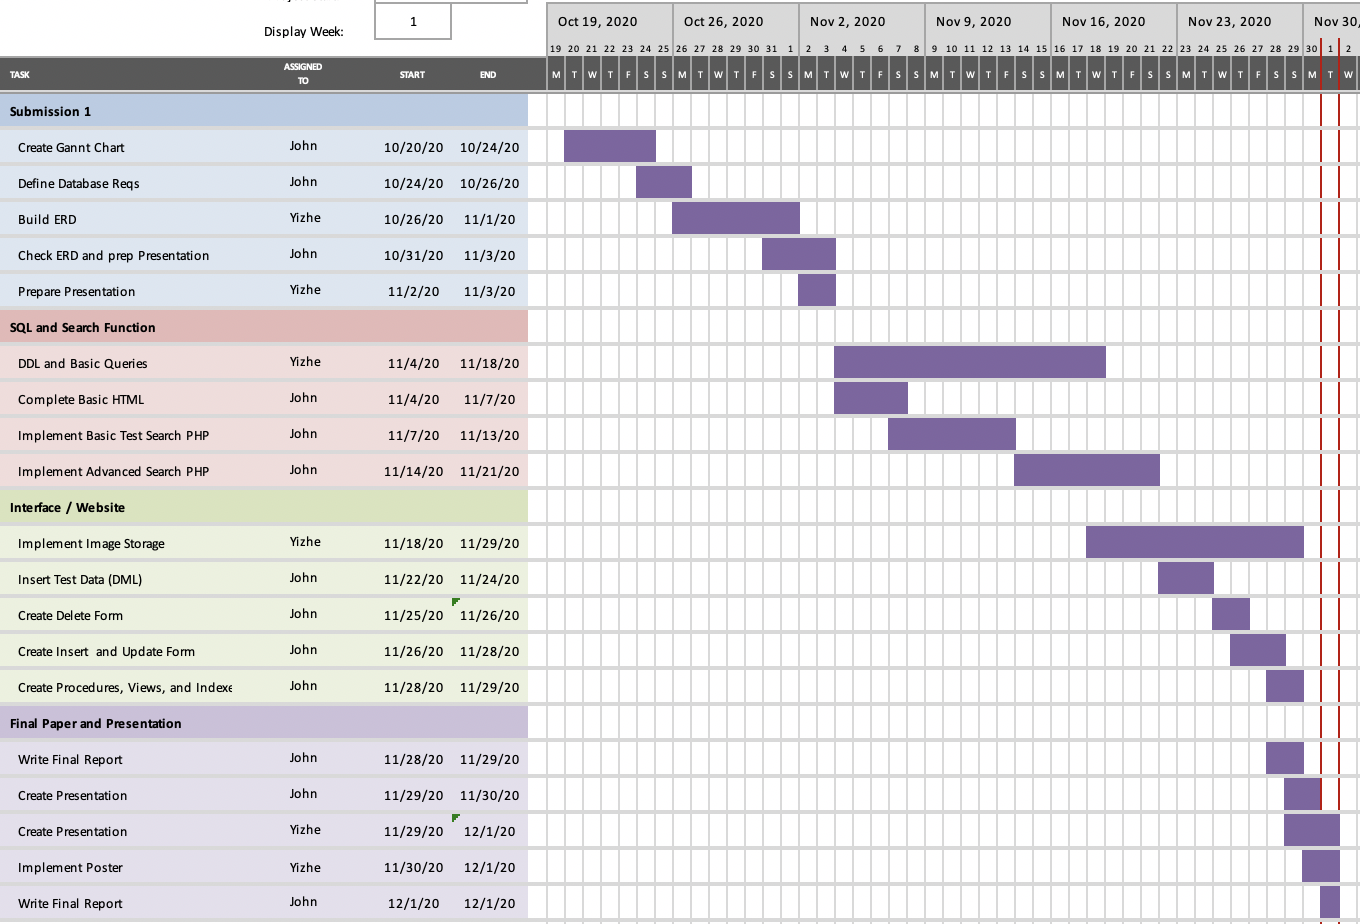 Display Week: 1
Oct 19, 2020 Oct 26, 2020 Nov 2, 2020 Nov 9, 2020 Nov 16, 2020 Nov 23, 2020 Nov 30,
19 20 21 22 23 24 25 26 27 28 29 30 31 1 2 3 4 5 6 7 8 9 10 11 12 13 14 15 16 17 18 19 20 21 22 23 24 25 26 27 28 29 30 1 2
TASK ASSIGNED TO START END M T W T F S S M T W T F S S M T W T F S S M T W T F S S M T W T F S S M T W T F S S M T W
Submission 1
Create Gannt Chart John 10/20/20 10/24/20
Define Database Reqs John 10/24/20 10/26/20
Build ERD Yizhe 10/26/20 11/1/20
Check ERD and prep Presentation John 10/31/20 11/3/20
Prepare Presentation Yizhe 11/2/20 11/3/20
SQL and Search Function
DDL and Basic Queries Yizhe 11/4/20 11/18/20
Complete Basic HTML John 11/4/20 11/7/20
Implement Basic Test Search PHP John 11/7/20 11/13/20
Implement Advanced Search PHP John 11/14/20 11/21/20
Interface / Website
Implement Image Storage Yizhe 11/18/20 11/29/20
Insert Test Data (DML) John 11/22/20 11/24/20
Create Delete Form John 11/25/20 11/26/20
Create Insert and Update Form John 11/26/20 11/28/20
Create Procedures, Views, and Indexe John 11/28/20 11/29/20
Final Paper and Presentation
Write Final Report John 11/28/20 11/29/20
Create Presentation John 11/29/20 11/30/20
Create Presentation Yizhe 11/29/20 12/1/20
Implement Poster Yizhe 11/30/20 12/1/20
Write Final Report John 12/1/20 12/1/20